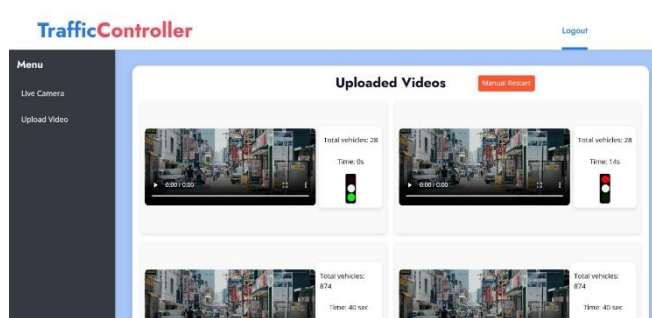 TrafficController
Logout
Menu
Live Camera
Upload Video
Uploaded Videos
Manual Restart
Total vehicles: 28
Time: 0s
0:00 / 0:00
Total vehicles: 28
Time: 14s
0:00 / 0:00
Total vehicles:
874
Time: 40 sec
Total vehicles:
874
Time: 40 sec